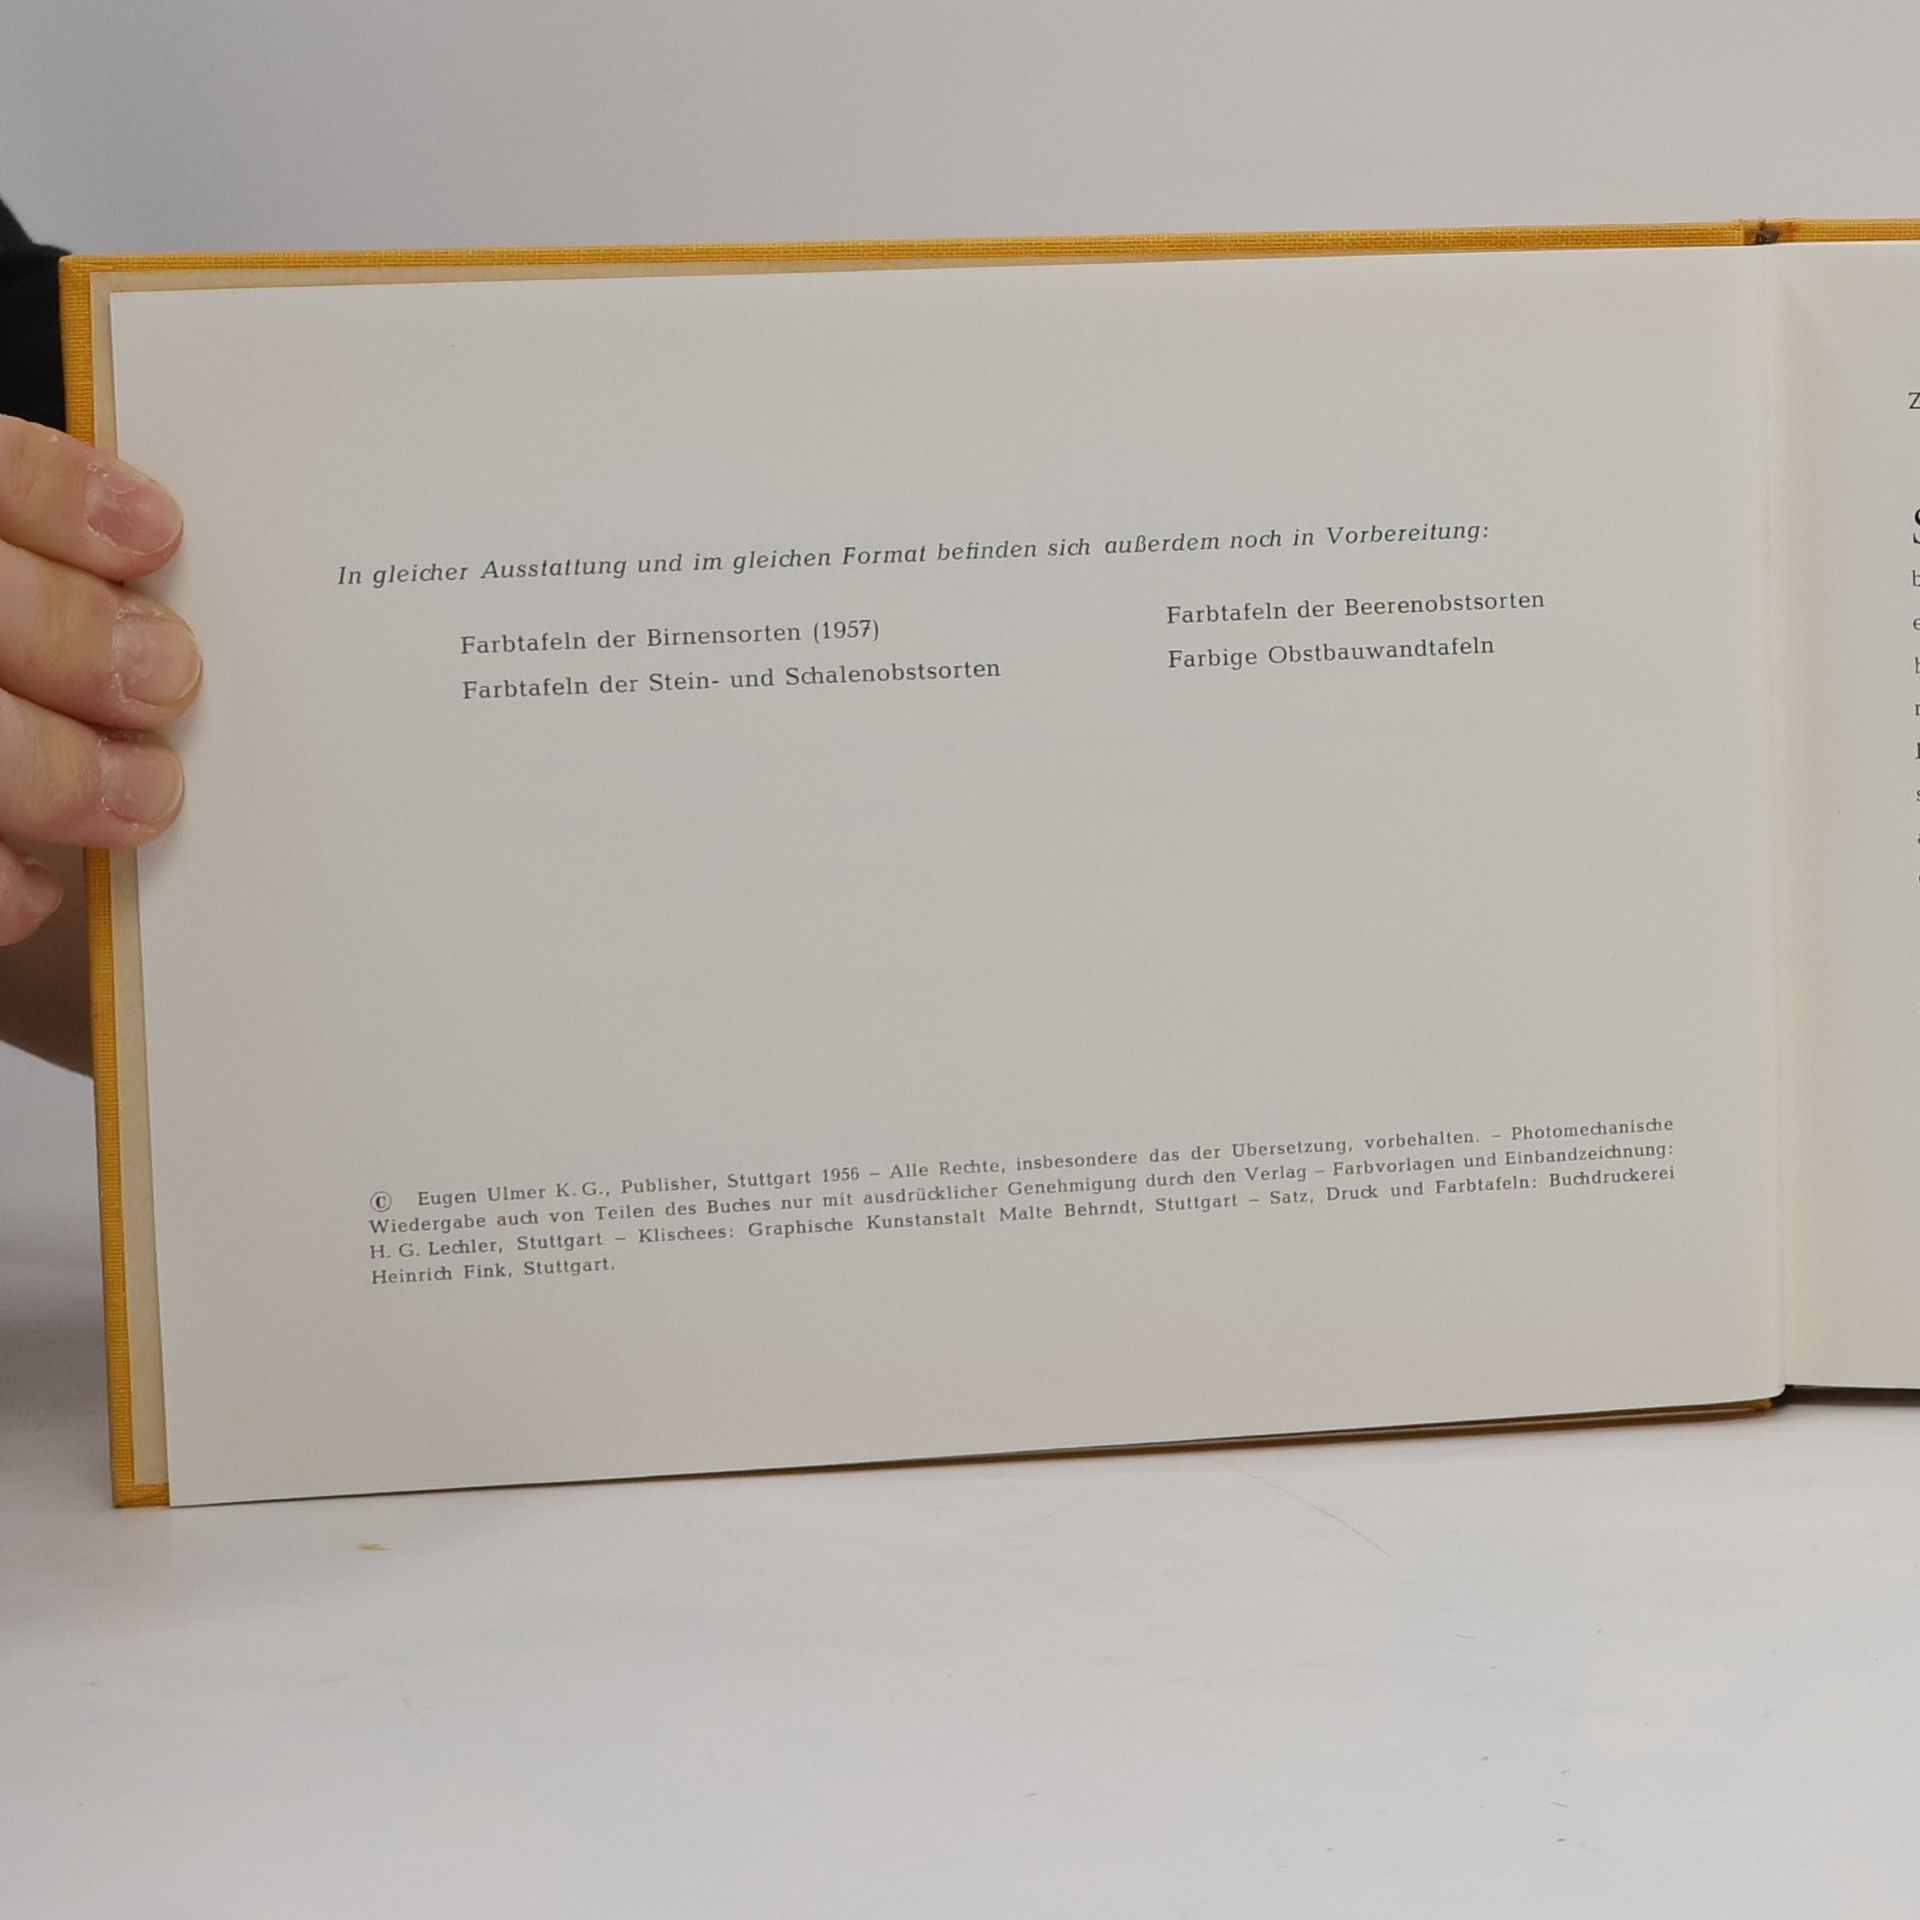 In gleicher Ausstattung und im gleichen Format befinden sich außerdem noch in Vorbereitung:
Farbtafeln der Birnensorten (1957)
Farbtafeln der Stein- und Schalenobstsorten
Farbtafeln der Beerenobstsorten
Farbige Obstbauwandtafeln
© Eugen Ulmer K. G., Publisher, Stuttgart 1956 – Alle Rechte, insbesondere das der Übersetzung, vorbehalten. – Photomechanische
Wiedergabe auch von Teilen des Buches nur mit ausdrücklicher Genehmigung durch den Verlag – Farbvorlagen und Einbandzeichnung:
H. G. Lechler, Stuttgart – Klischees: Graphische Kunstanstalt Malte Behrndt, Stuttgart – Satz, Druck und Farbtafeln: Buchdruckerei
Heinrich Fink, Stuttgart.